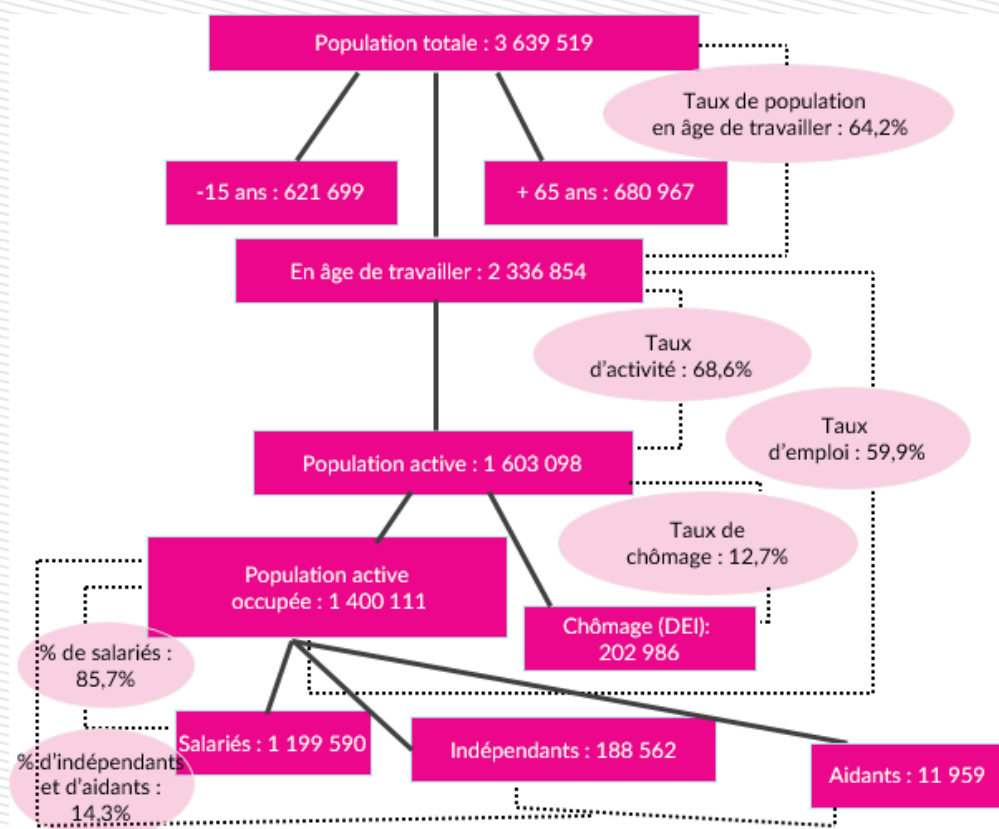 Population totale : 3 639 519
Taux de population
en âge de travailler : 64,2%
-15 ans : 621 699
+ 65 ans : 680 967
En âge de travailler : 2 336 854
Taux
d'activité : 68,6%
Taux
d'emploi : 59,9%
Population active : 1 603 098
Taux de
chômage : 12,7%
Population active
occupée : 1 400 111
Chômage (DEI):
202 986
% de salariés :
85,7%
Salariés : 1 199 590
Indépendants : 188 562
Aidants : 11 959
% d'indépendants
et d'aidants :
14,3%